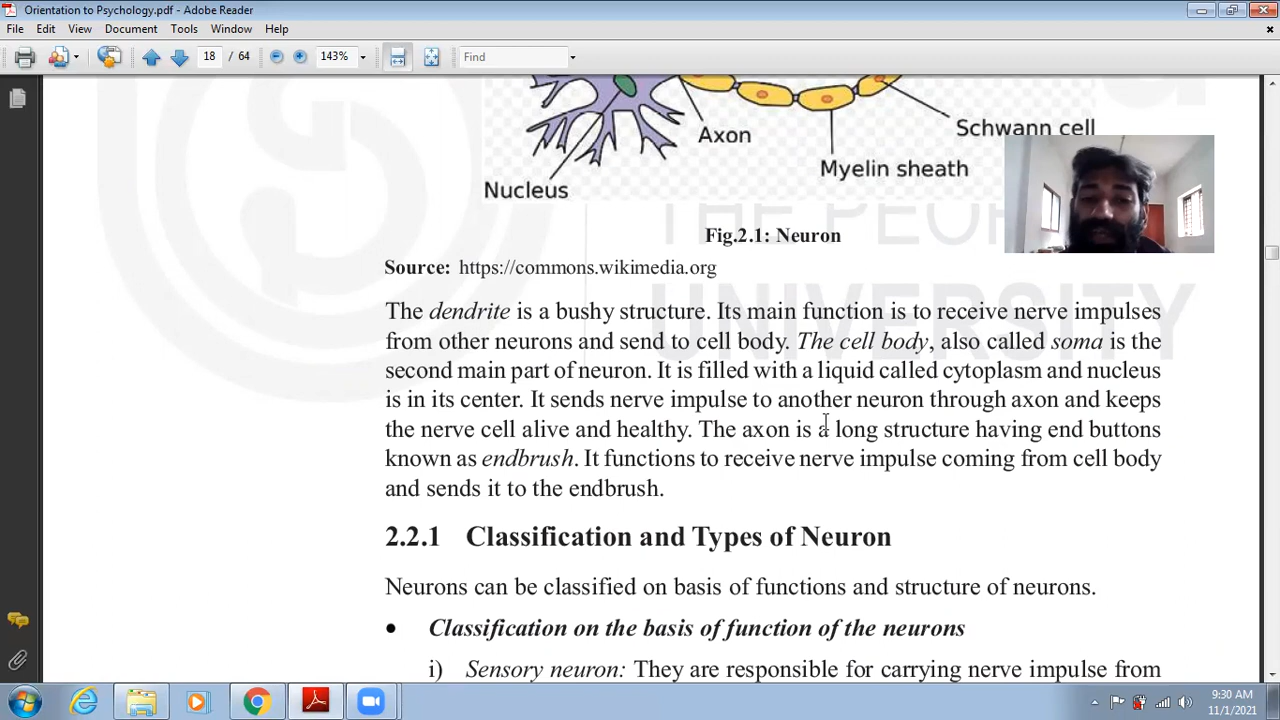 Orientation to Psychology.pdf - Adobe Reader
File Edit View Document Tools Window Help
18 / 64 143% Find
Axon
Schwann cell
Myelin sheath
Nucleus
THE PEOP
Fig.2.1: Neuron
Source: https://commons.wikimedia.org
UNIVERSITY
The dendrite is a bushy structure. Its main function is to receive nerve impulses
from other neurons and send to cell body. The cell body, also called soma is the
second main part of neuron. It is filled with a liquid called cytoplasm and nucleus
is in its center. It sends nerve impulse to another neuron through axon and keeps
the nerve cell alive and healthy. The axon is a long structure having end buttons
known as endbrush. It functions to receive nerve impulse coming from cell body
and sends it to the endbrush.
2.2.1 Classification and Types of Neuron
Neurons can be classified on basis of functions and structure of neurons.
• Classification on the basis of function of the neurons
i) Sensory neuron: They are responsible for carrying nerve impulse from
9:30 AM
11/1/2021